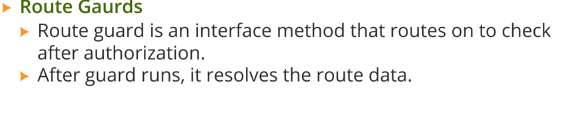 Route Gaurds
Route guard is an interface method that routes on to check
after authorization.
After guard runs, it resolves the route data.